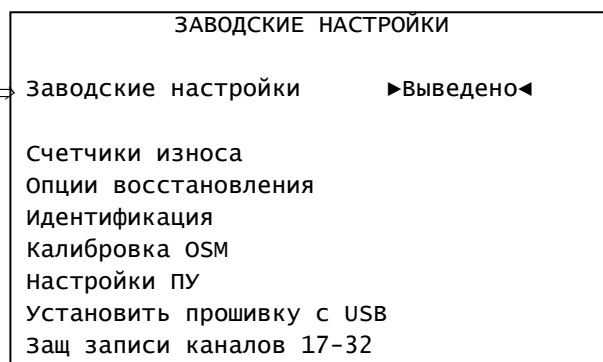 ЗАВОДСКИЕ НАСТРОЙКИ
Заводские настройки ►Выведено◄
Счетчики износа
Опции восстановления
Идентификация
Калибровка OSM
Настройки ПУ
Установить прошивку с USB
Защ записи каналов 17-32